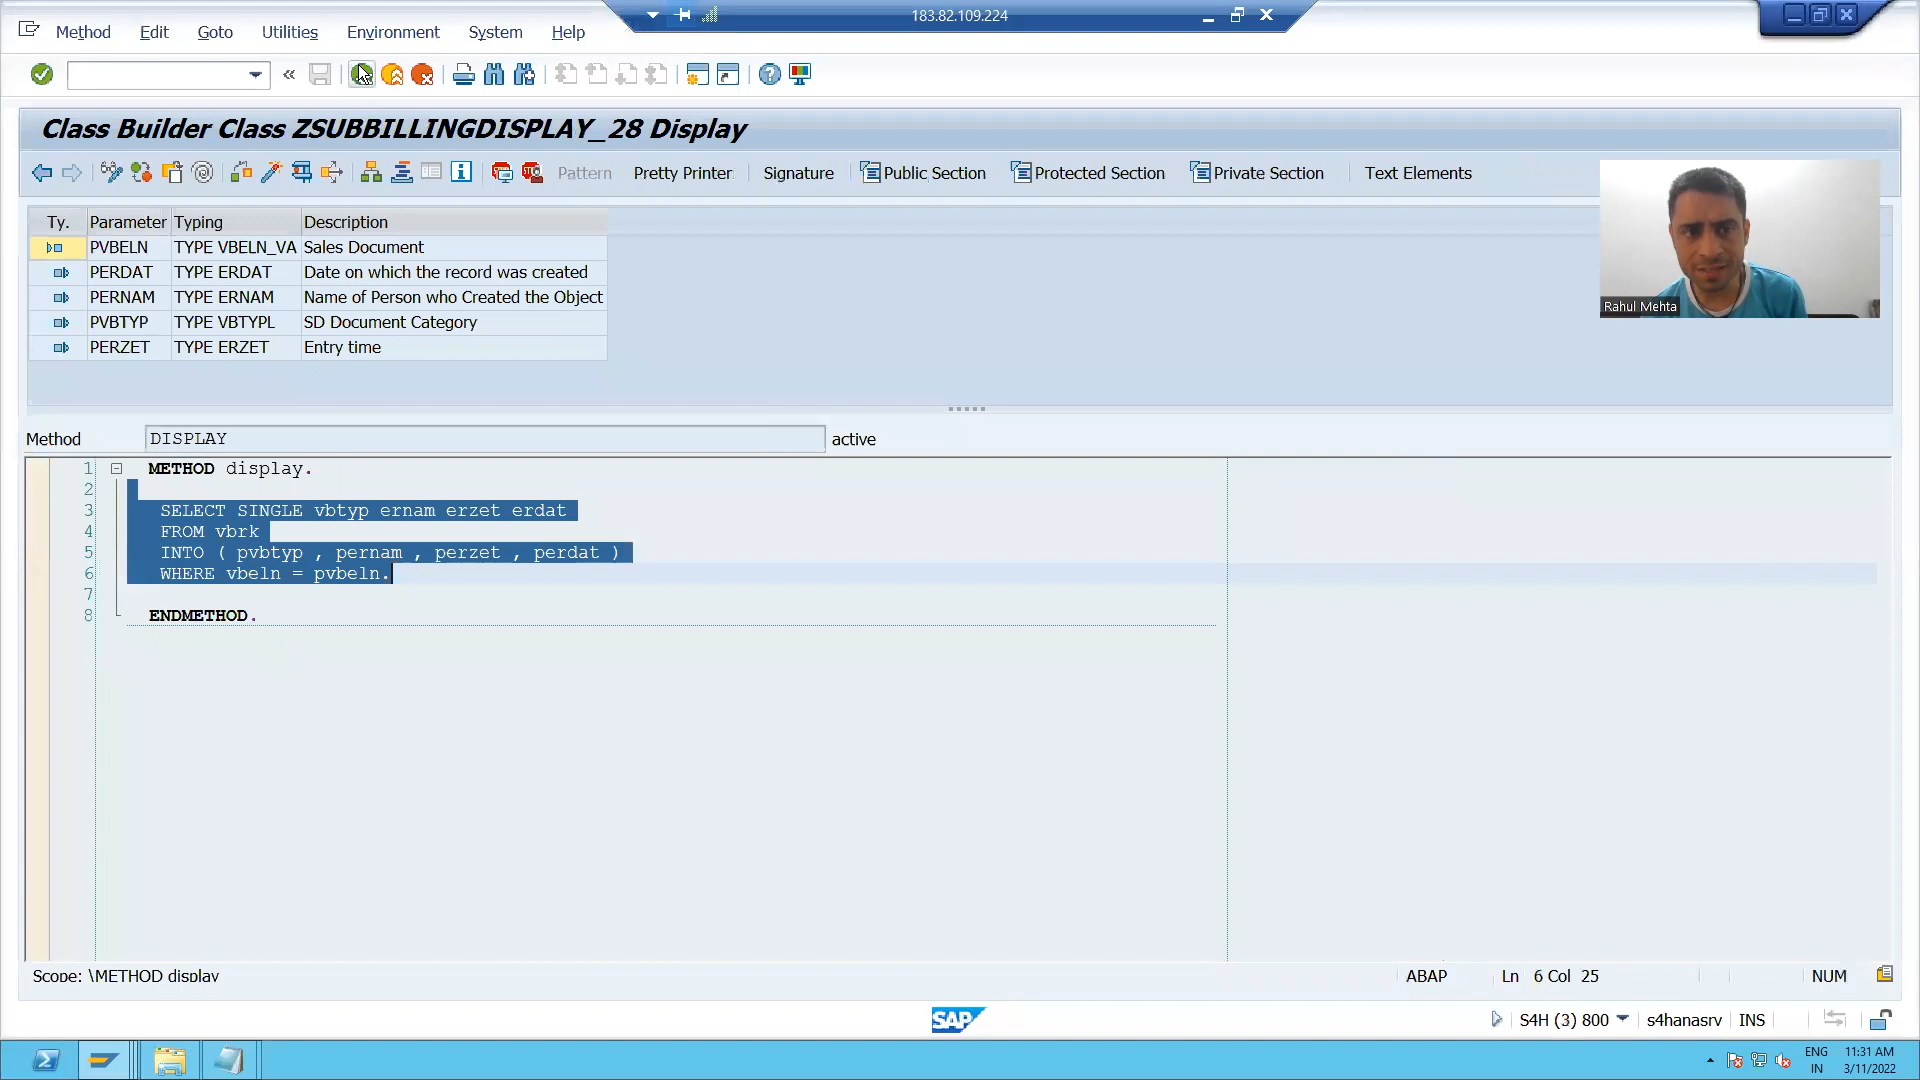 183.82.109.224
Method Edit Goto Utilities Environment System Help
Class Builder Class ZSUBBILLINGDISPLAY_28 Display
Pattern Pretty Printer Signature Public Section Protected Section Private Section Text Elements
Ty. Parameter Typing Description
PVBELN TYPE VBELN_VA Sales Document
PERDAT TYPE ERDAT Date on which the record was created
PERNAM TYPE ERNAM Name of Person who Created the Object
PVBTYP TYPE VBTYPL SD Document Category
PERZET TYPE ERZET Entry time
Rahul Mehta
Method DISPLAY active
1 METHOD display.
2
3 SELECT SINGLE vbtyp ernam erzet erdat
4 FROM vbrk
5 INTO ( pvbtyp , pernam , perzet , perdat )
6 WHERE vbeln = pvbeln.
7
8 ENDMETHOD.
Scope: \METHOD display ABAP Ln 6 Col 25 NUM
SAP S4H (3) 800 s4hanasrv INS
ENG 11:31 AM
IN 3/11/2022